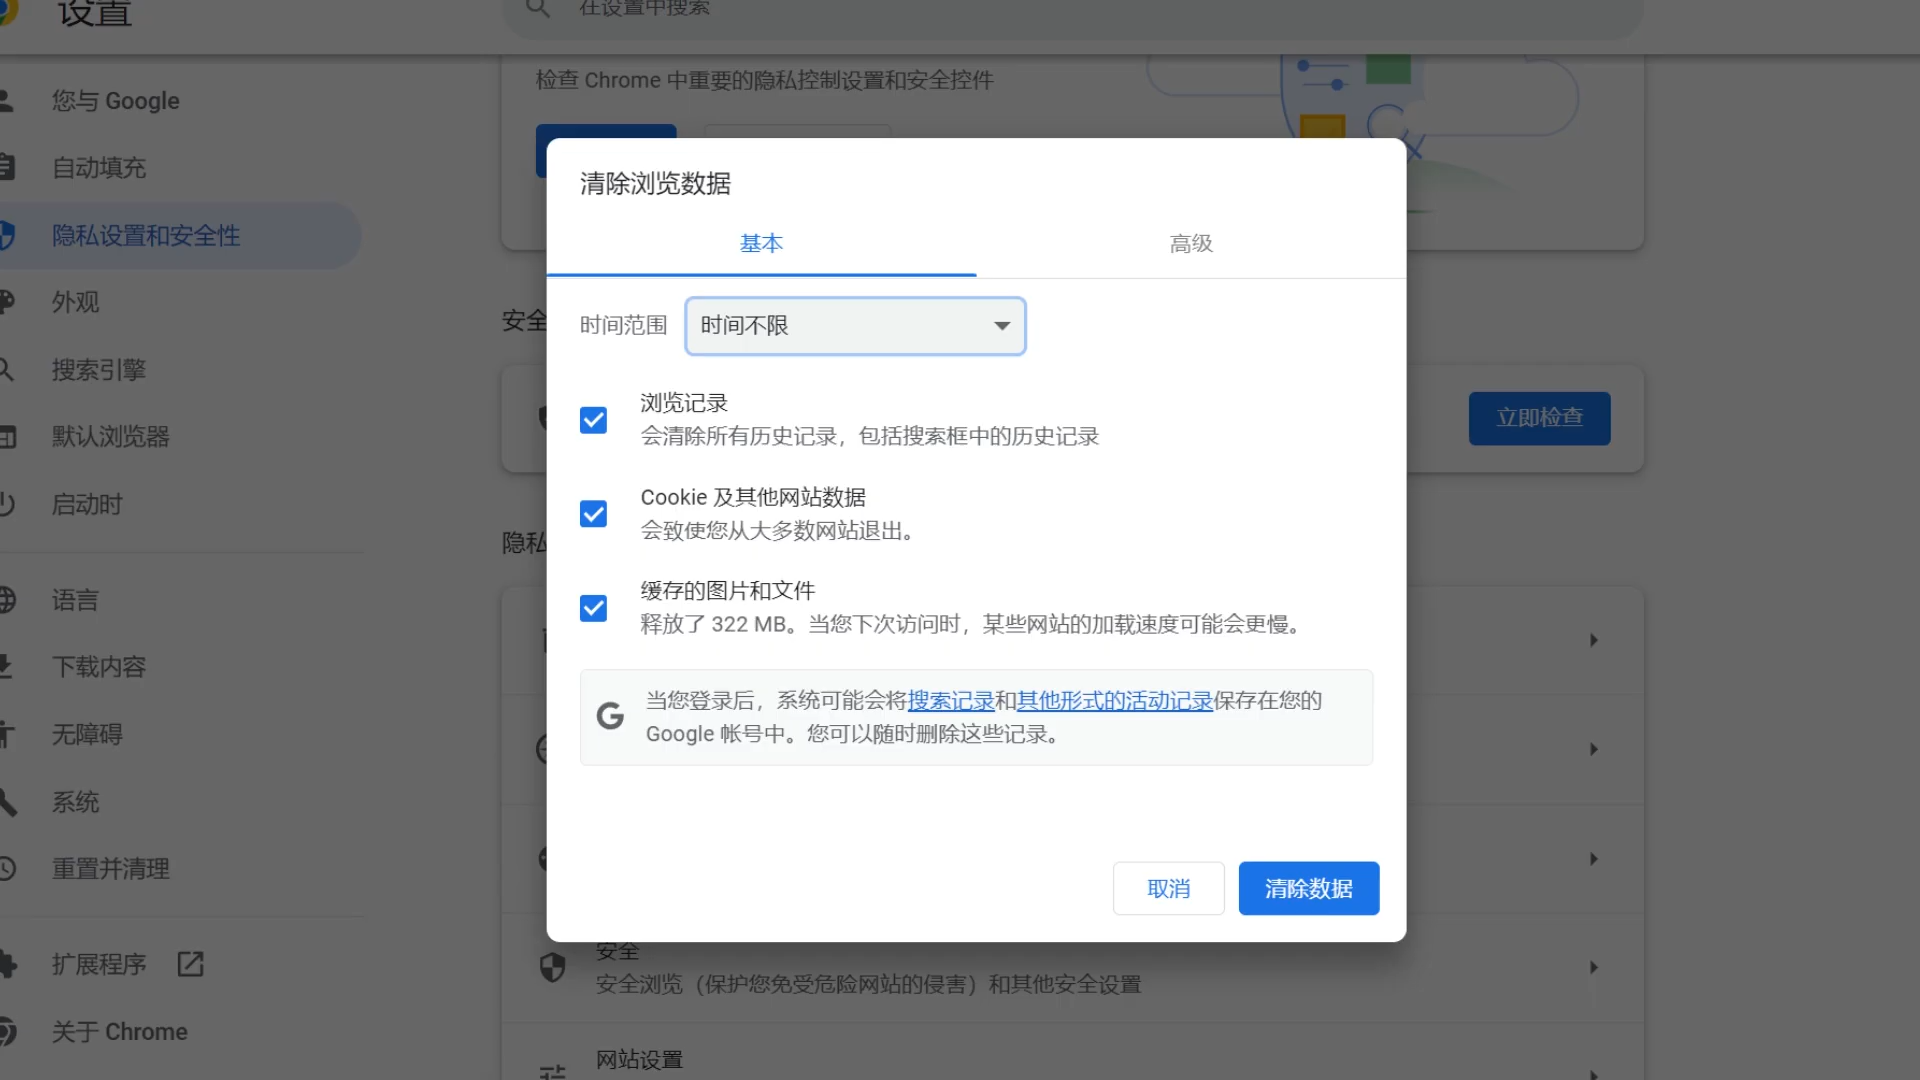 设置
在设置中搜索
您与 Google
自动填充
隐私设置和安全性
外观
搜索引擎
默认浏览器
启动时
语言
下载内容
无障碍
系统
重置并清理
扩展程序
关于 Chrome
检查 Chrome 中重要的隐私控制设置和安全控件
安全
立即检查
隐私
清除浏览数据
基本
高级
时间范围
时间不限
浏览记录
会清除所有历史记录，包括搜索框中的历史记录
Cookie 及其他网站数据
会致使您从大多数网站退出。
缓存的图片和文件
释放了 322 MB。当您下次访问时，某些网站的加载速度可能会更慢。
当您登录后，系统可能会将搜索记录和其他形式的活动记录保存在您的
Google 帐号中。您可以随时删除这些记录。
取消
清除数据
安全
安全浏览（保护您免受危险网站的侵害）和其他安全设置
网站设置